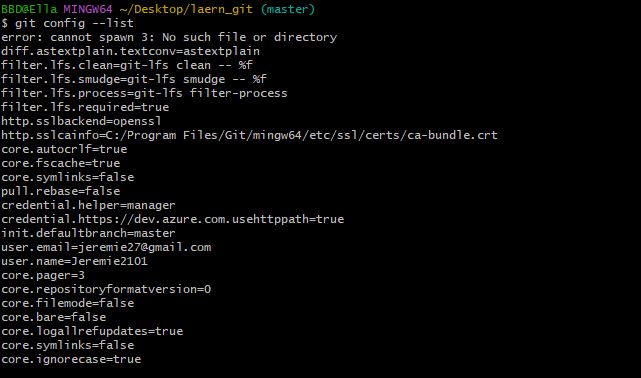 BBD@Ella MINGW64 ~/Desktop/laern_git (master)
$ git config --list
error: cannot spawn 3: No such file or directory
diff.astextplain.textconv=astextplain
filter.lfs.clean=git-lfs clean -- %f
filter.lfs.smudge=git-lfs smudge -- %f
filter.lfs.process=git-lfs filter-process
filter.lfs.required=true
http.sslbackend=openssl
http.sslcainfo=C:/Program Files/Git/mingw64/etc/ssl/certs/ca-bundle.crt
core.autocrlf=true
core.fscache=true
core.symlinks=false
pull.rebase=false
credential.helper=manager
credential.https://dev.azure.com.usehttppath=true
init.defaultbranch=master
user.email=jeremie27@gmail.com
user.name=Jeremie2101
core.pager=3
core.repositoryformatversion=0
core.filemode=false
core.bare=false
core.logallrefupdates=true
core.symlinks=false
core.ignorecase=true